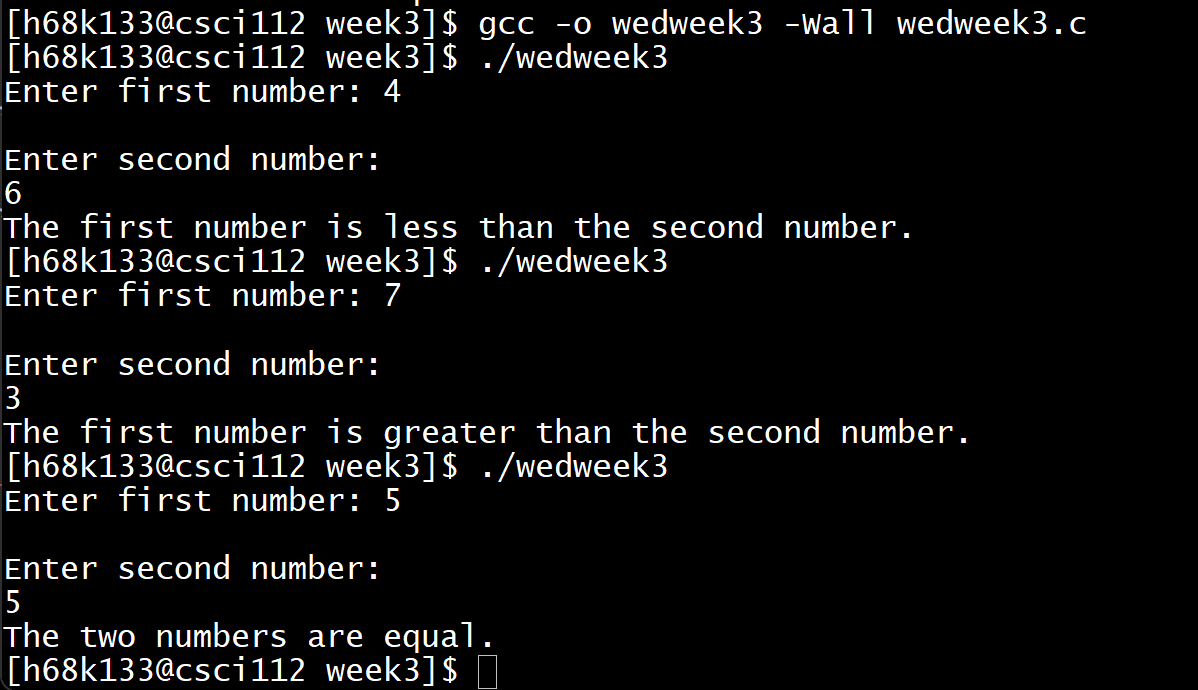 [h68k133@csci112 week3]$ gcc -o wedweek3 -Wall wedweek3.c
[h68k133@csci112 week3]$ ./wedweek3
Enter first number: 4
Enter second number:
6
The first number is less than the second number.
[h68k133@csci112 week3]$ ./wedweek3
Enter first number: 7
Enter second number:
3
The first number is greater than the second number.
[h68k133@csci112 week3]$ ./wedweek3
Enter first number: 5
Enter second number:
5
The two numbers are equal.
[h68k133@csci112 week3]$